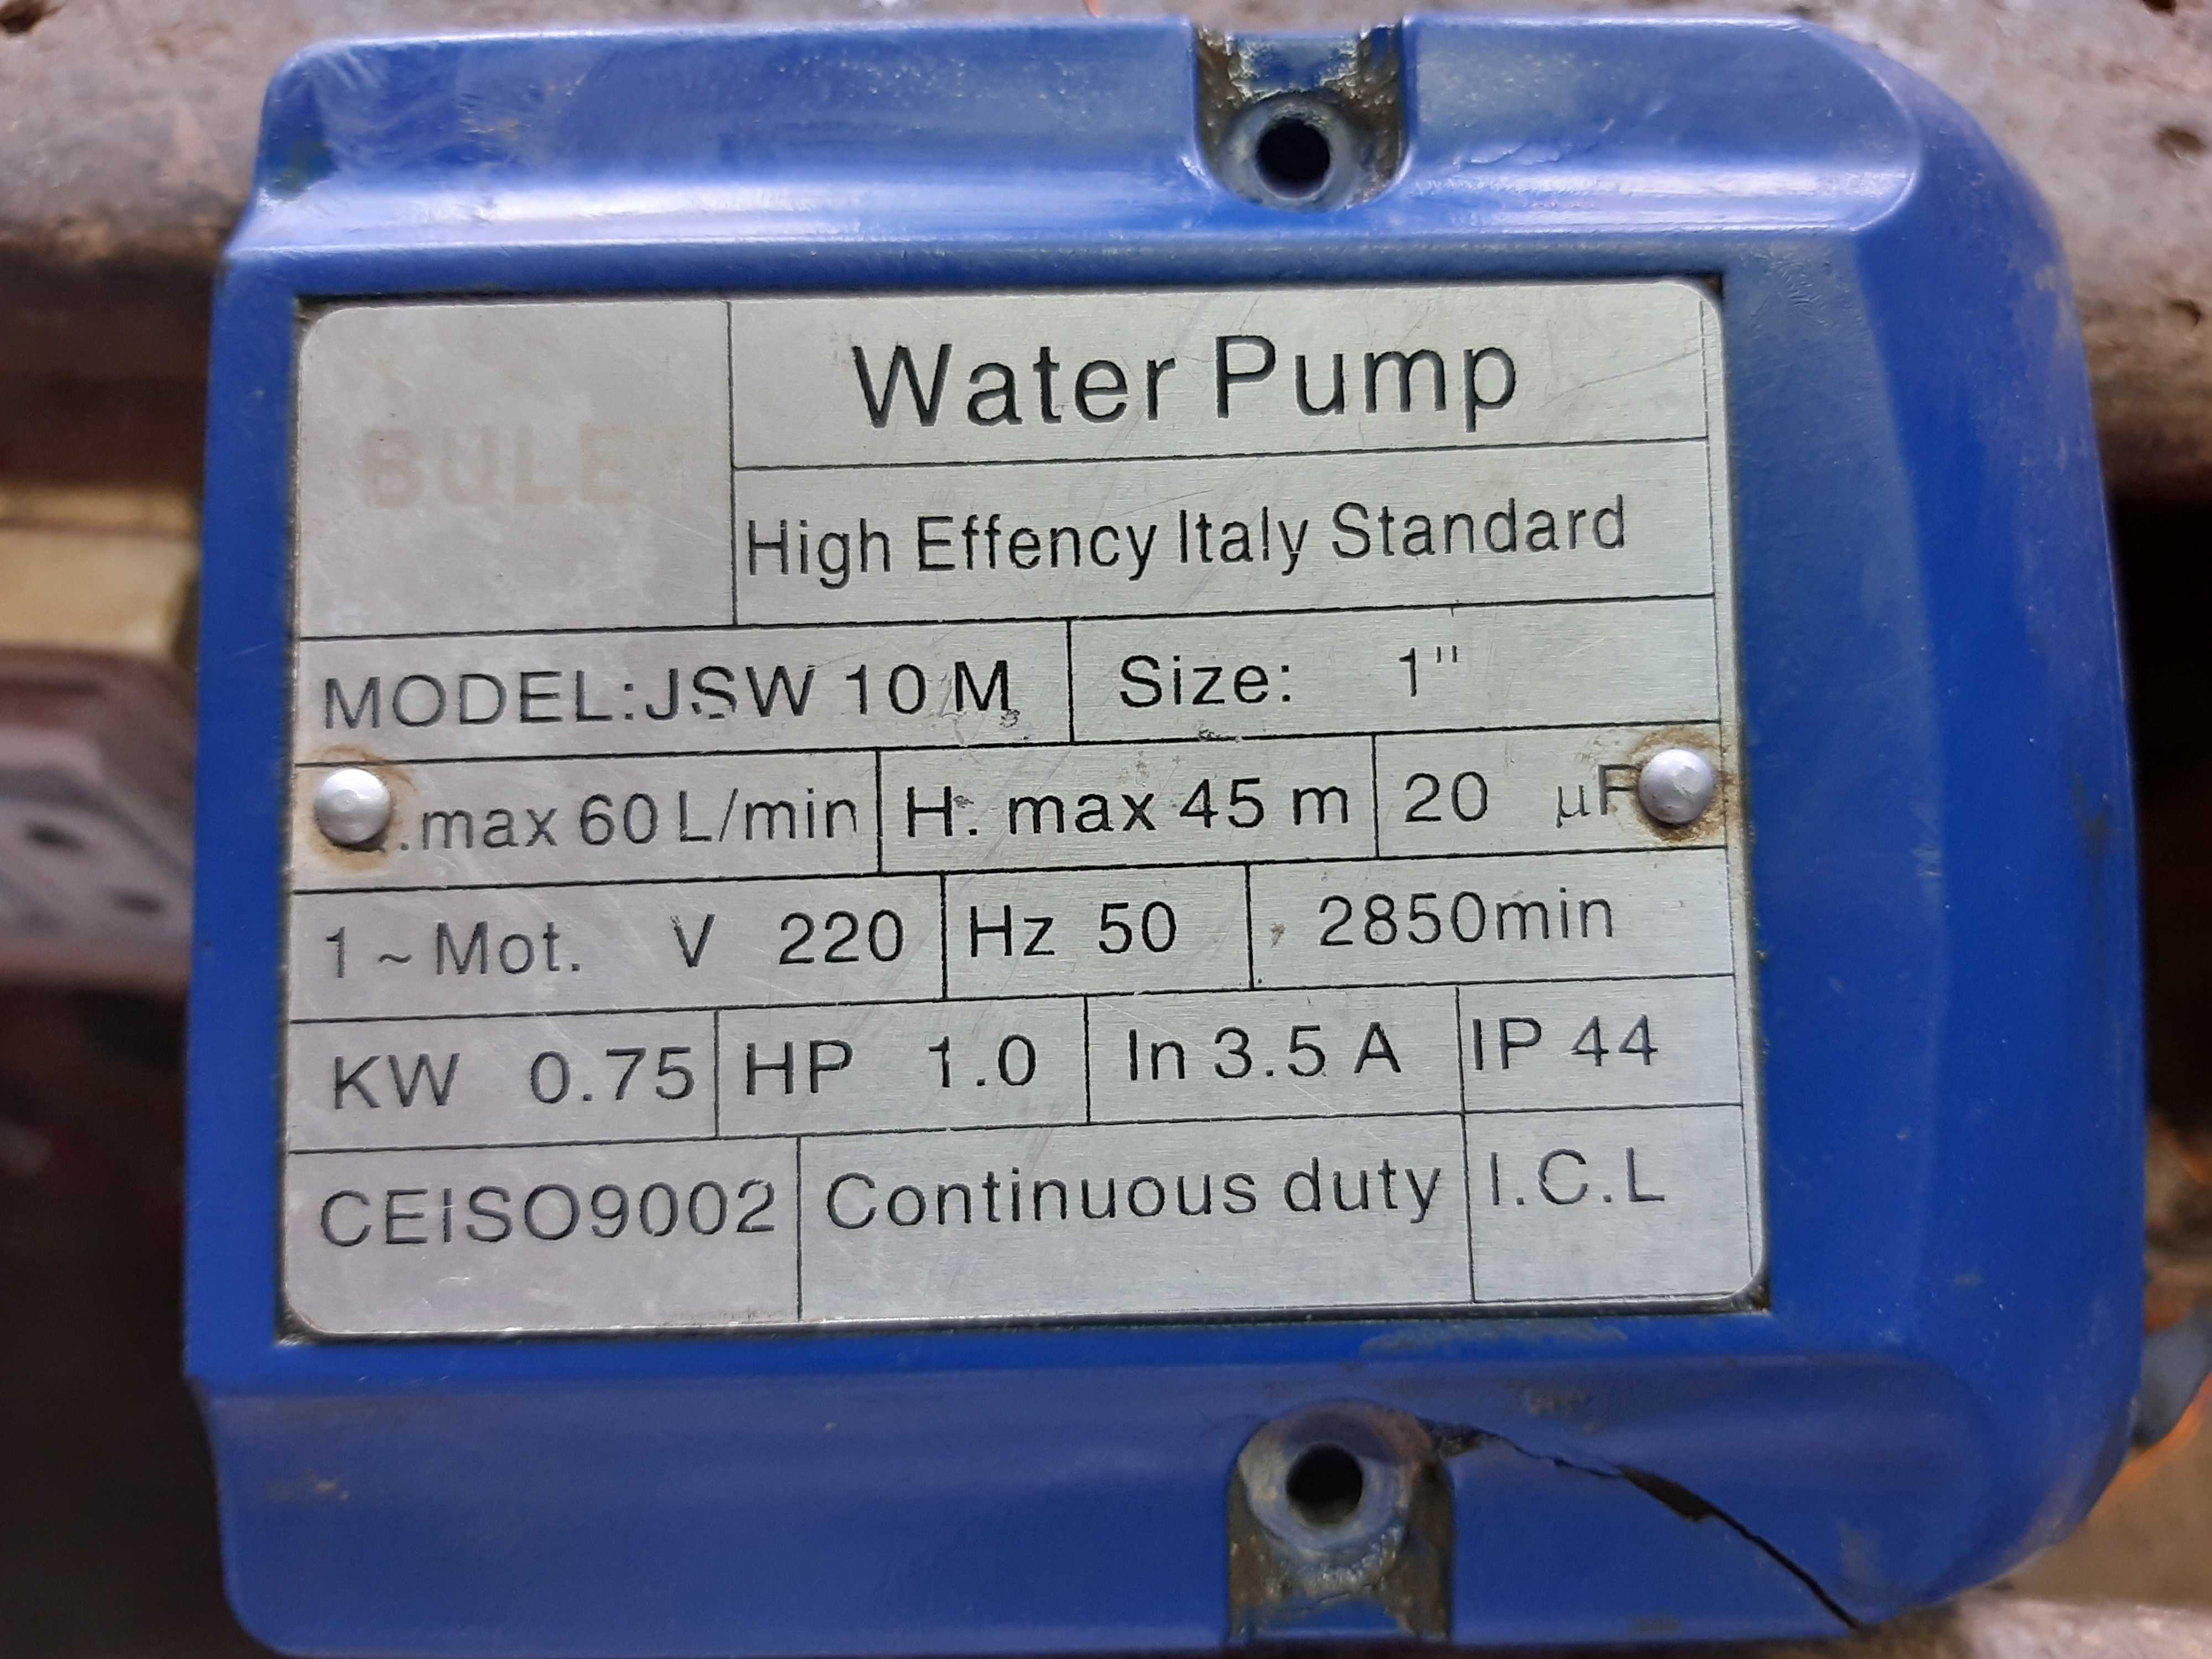 Water Pump
High Effency Italy Standard
MODEL:JSW 10 M Size: 1"
.max 60 L/min H. max 45 m 20 µF
1 ~ Mot. V 220 Hz 50 2850min
KW 0.75 HP 1.0 In 3.5 A IP 44
CEISO9002 Continuous duty I.C.L